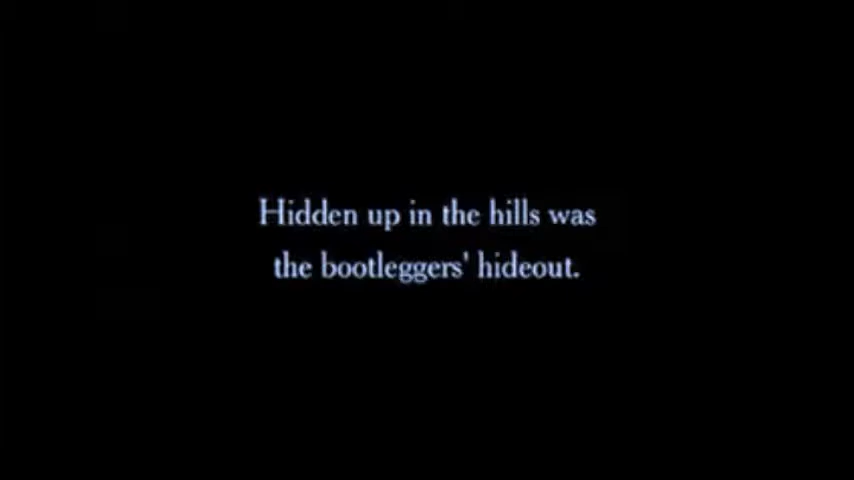 Hidden up in the hills was
the bootleggers' hideout.